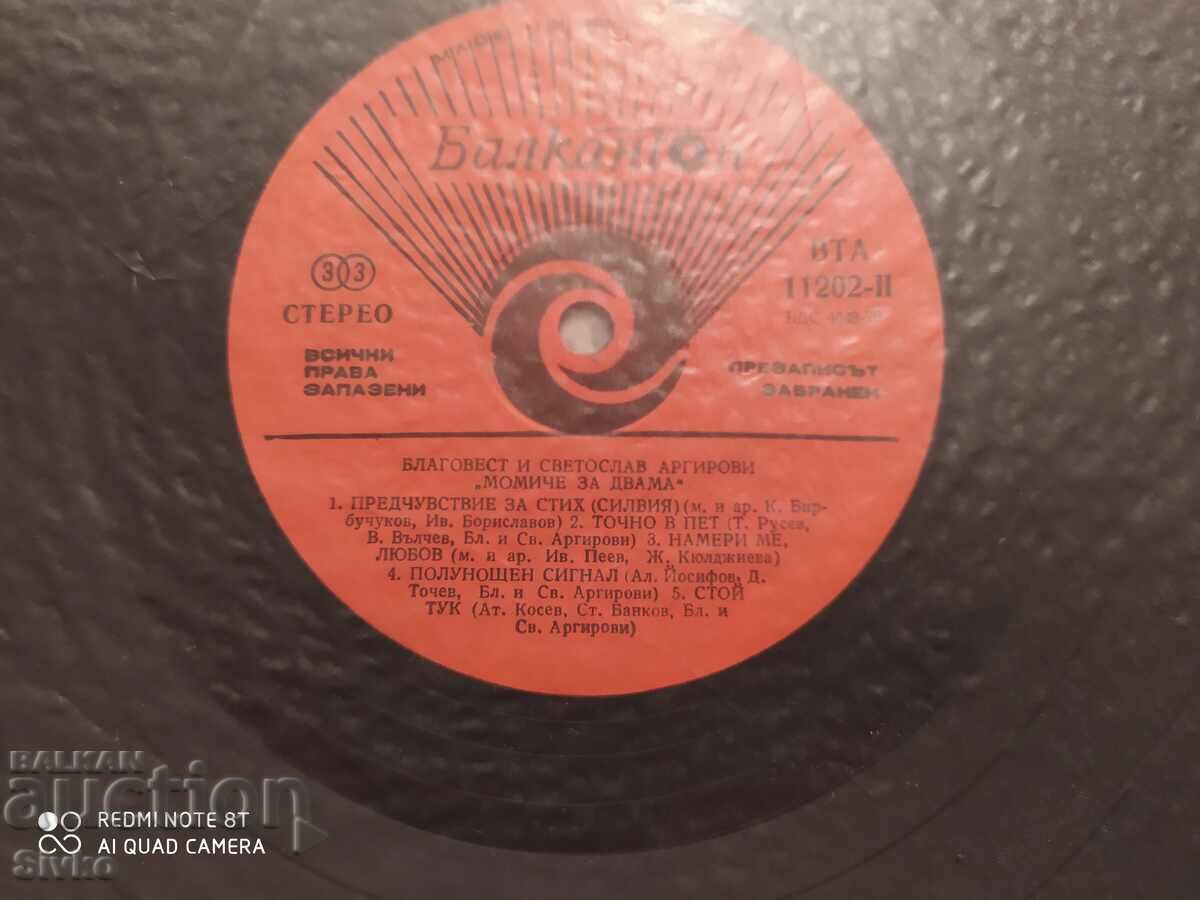 Балкантон
33
СТЕРЕО
ВТА
11202-II
ВСИЧКИ
ПРАВА
ЗАПАЗЕНИ
ПРЕЗАПИСЪТ
ЗАБРАНЕН
БЛАГОВЕСТ И СВЕТОСЛАВ АРГИРОВИ
„МОМИЧЕ ЗА ДВАМА“
1. ПРЕДЧУВСТВИЕ ЗА СТИХ (СИЛВИЯ) (м. и ар. К. Бир-
бучуков, Ив. Бориславов) 2. ТОЧНО В ПЕТ (Т. Русев,
В. Вълчев, Бл. и Св. Аргирови) 3. НАМЕРИ МЕ,
ЛЮБОВ (м. и ар. Ив. Пеев, Ж. Кюлджиева)
4. ПОЛУНОЩЕН СИГНАЛ (Ал. Йосифов, Д.
Точев, Бл. и Св. Аргирови) 5. СТОЙ
ТУК (Ат. Косев, Ст. Банков, Бл. и
Св. Аргирови)
BALKAN
auction
REDMI NOTE 8T
AI QUAD CAMERA
Sivko